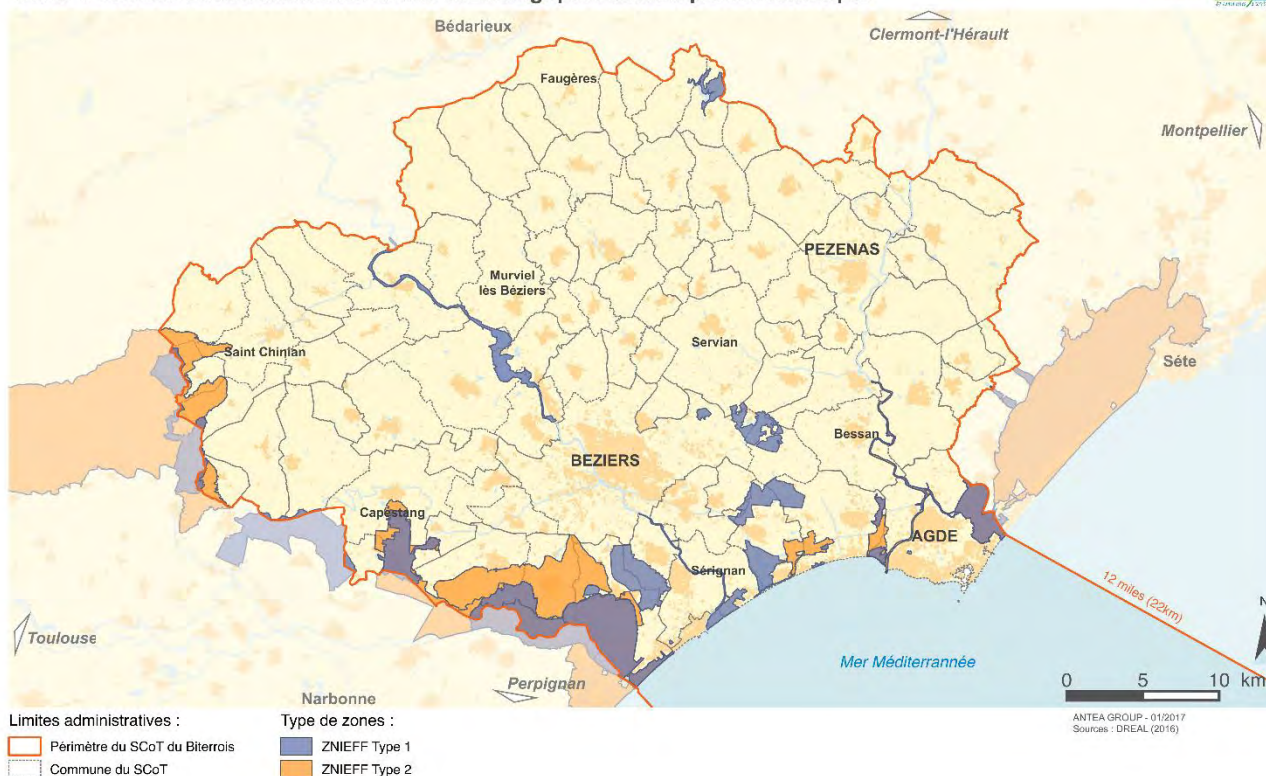 Bédarieux
Clermont-l'Hérault
Faugères
Montpellier
PEZENAS
Murviel
lès Béziers
Servian
Saint Chinian
Séte
Bessan
BEZIERS
Capestang
AGDE
Sérignan
12 miles (22km)
N
Toulouse
Mer Méditerrannée
0 5 10 km
Perpignan
Narbonne
ANTEA GROUP - 01/2017
Sources : DREAL (2016)
Limites administratives :
Périmètre du SCoT du Biterrois
Commune du SCoT
Type de zones :
ZNIEFF Type 1
ZNIEFF Type 2